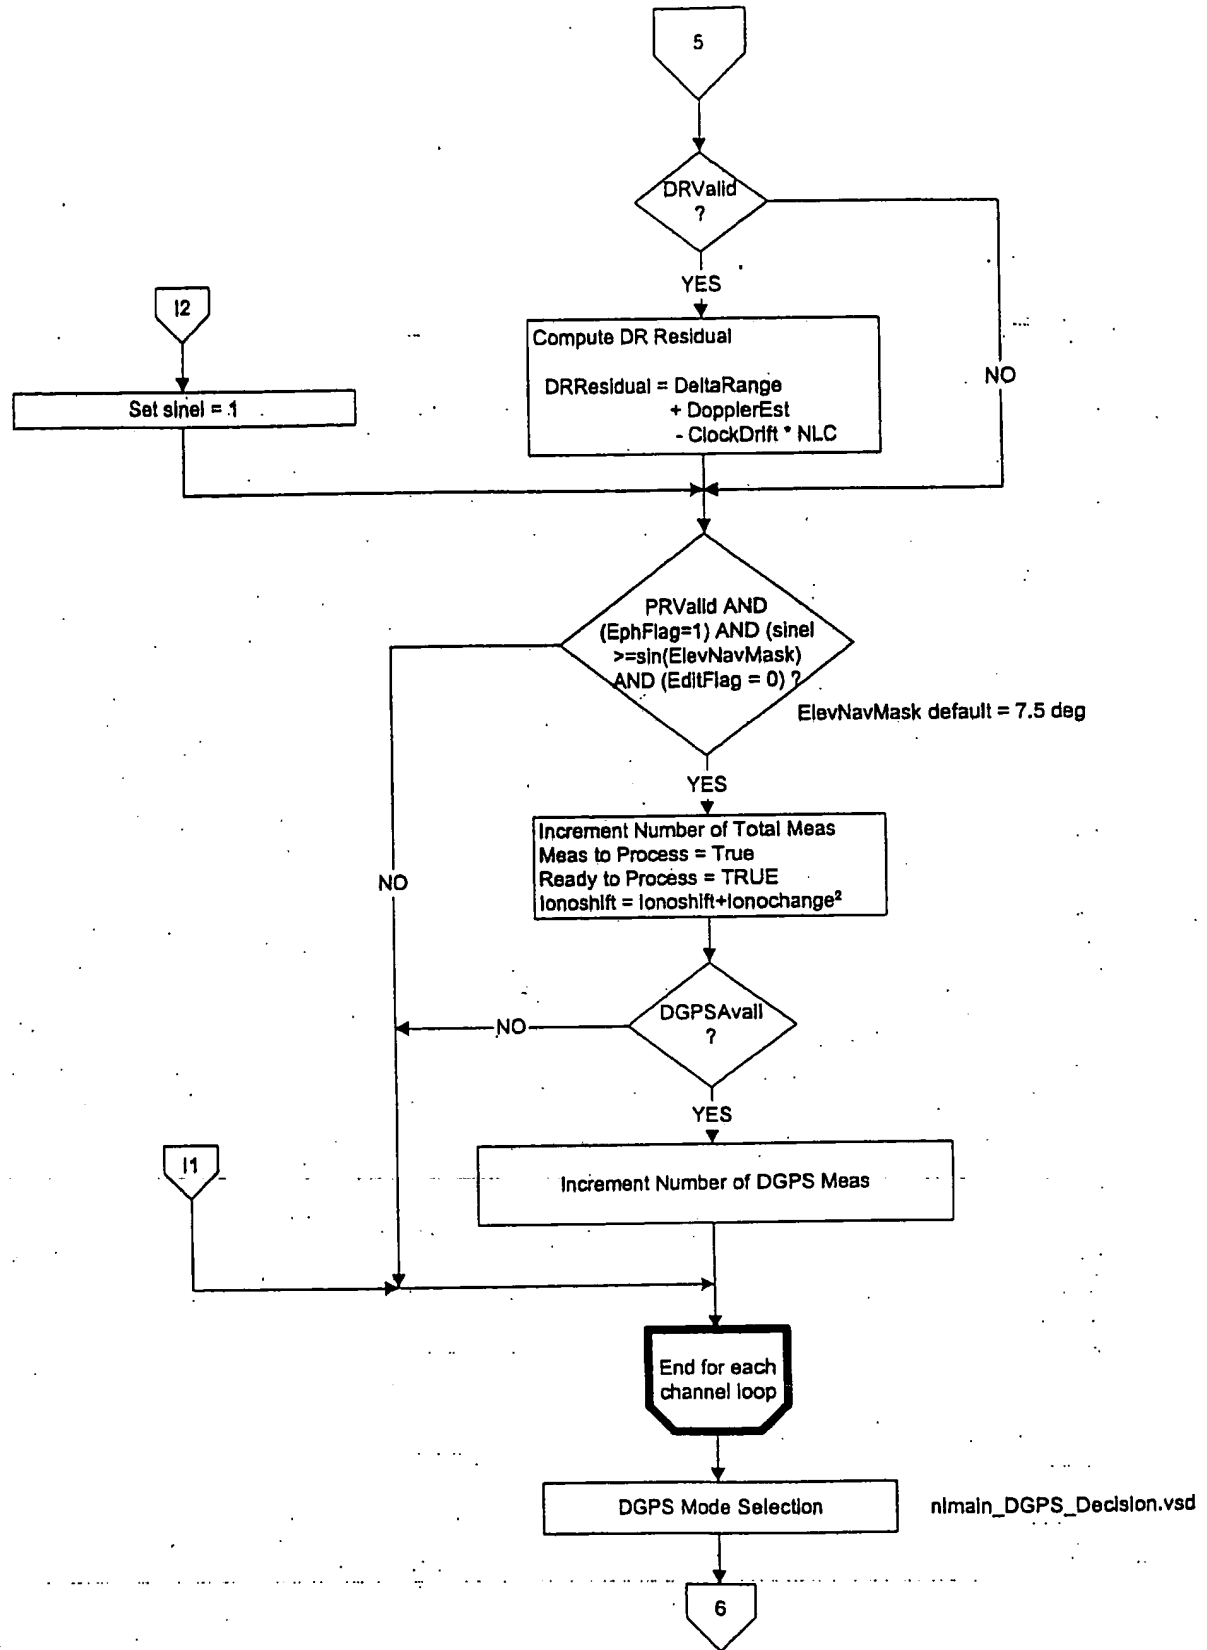 5
DRValid
?
YES
I2
Compute DR Residual
DRResidual = DeltaRange
+ DopplerEst
- ClockDrift * NLC
NO
Set sinel = .1
PRValid AND
(EphFlag=1) AND (sinel
>=sin(ElevNavMask)
AND (EditFlag = 0) ?
ElevNavMask default = 7.5 deg
YES
Increment Number of Total Meas
Meas to Process = True
Ready to Process = TRUE
Ionoshift = Ionoshift+Ionochange²
NO
DGPSAvail
?
NO
YES
I1
Increment Number of DGPS Meas
End for each
channel loop
DGPS Mode Selection
nlmain_DGPS_Decision.vsd
6